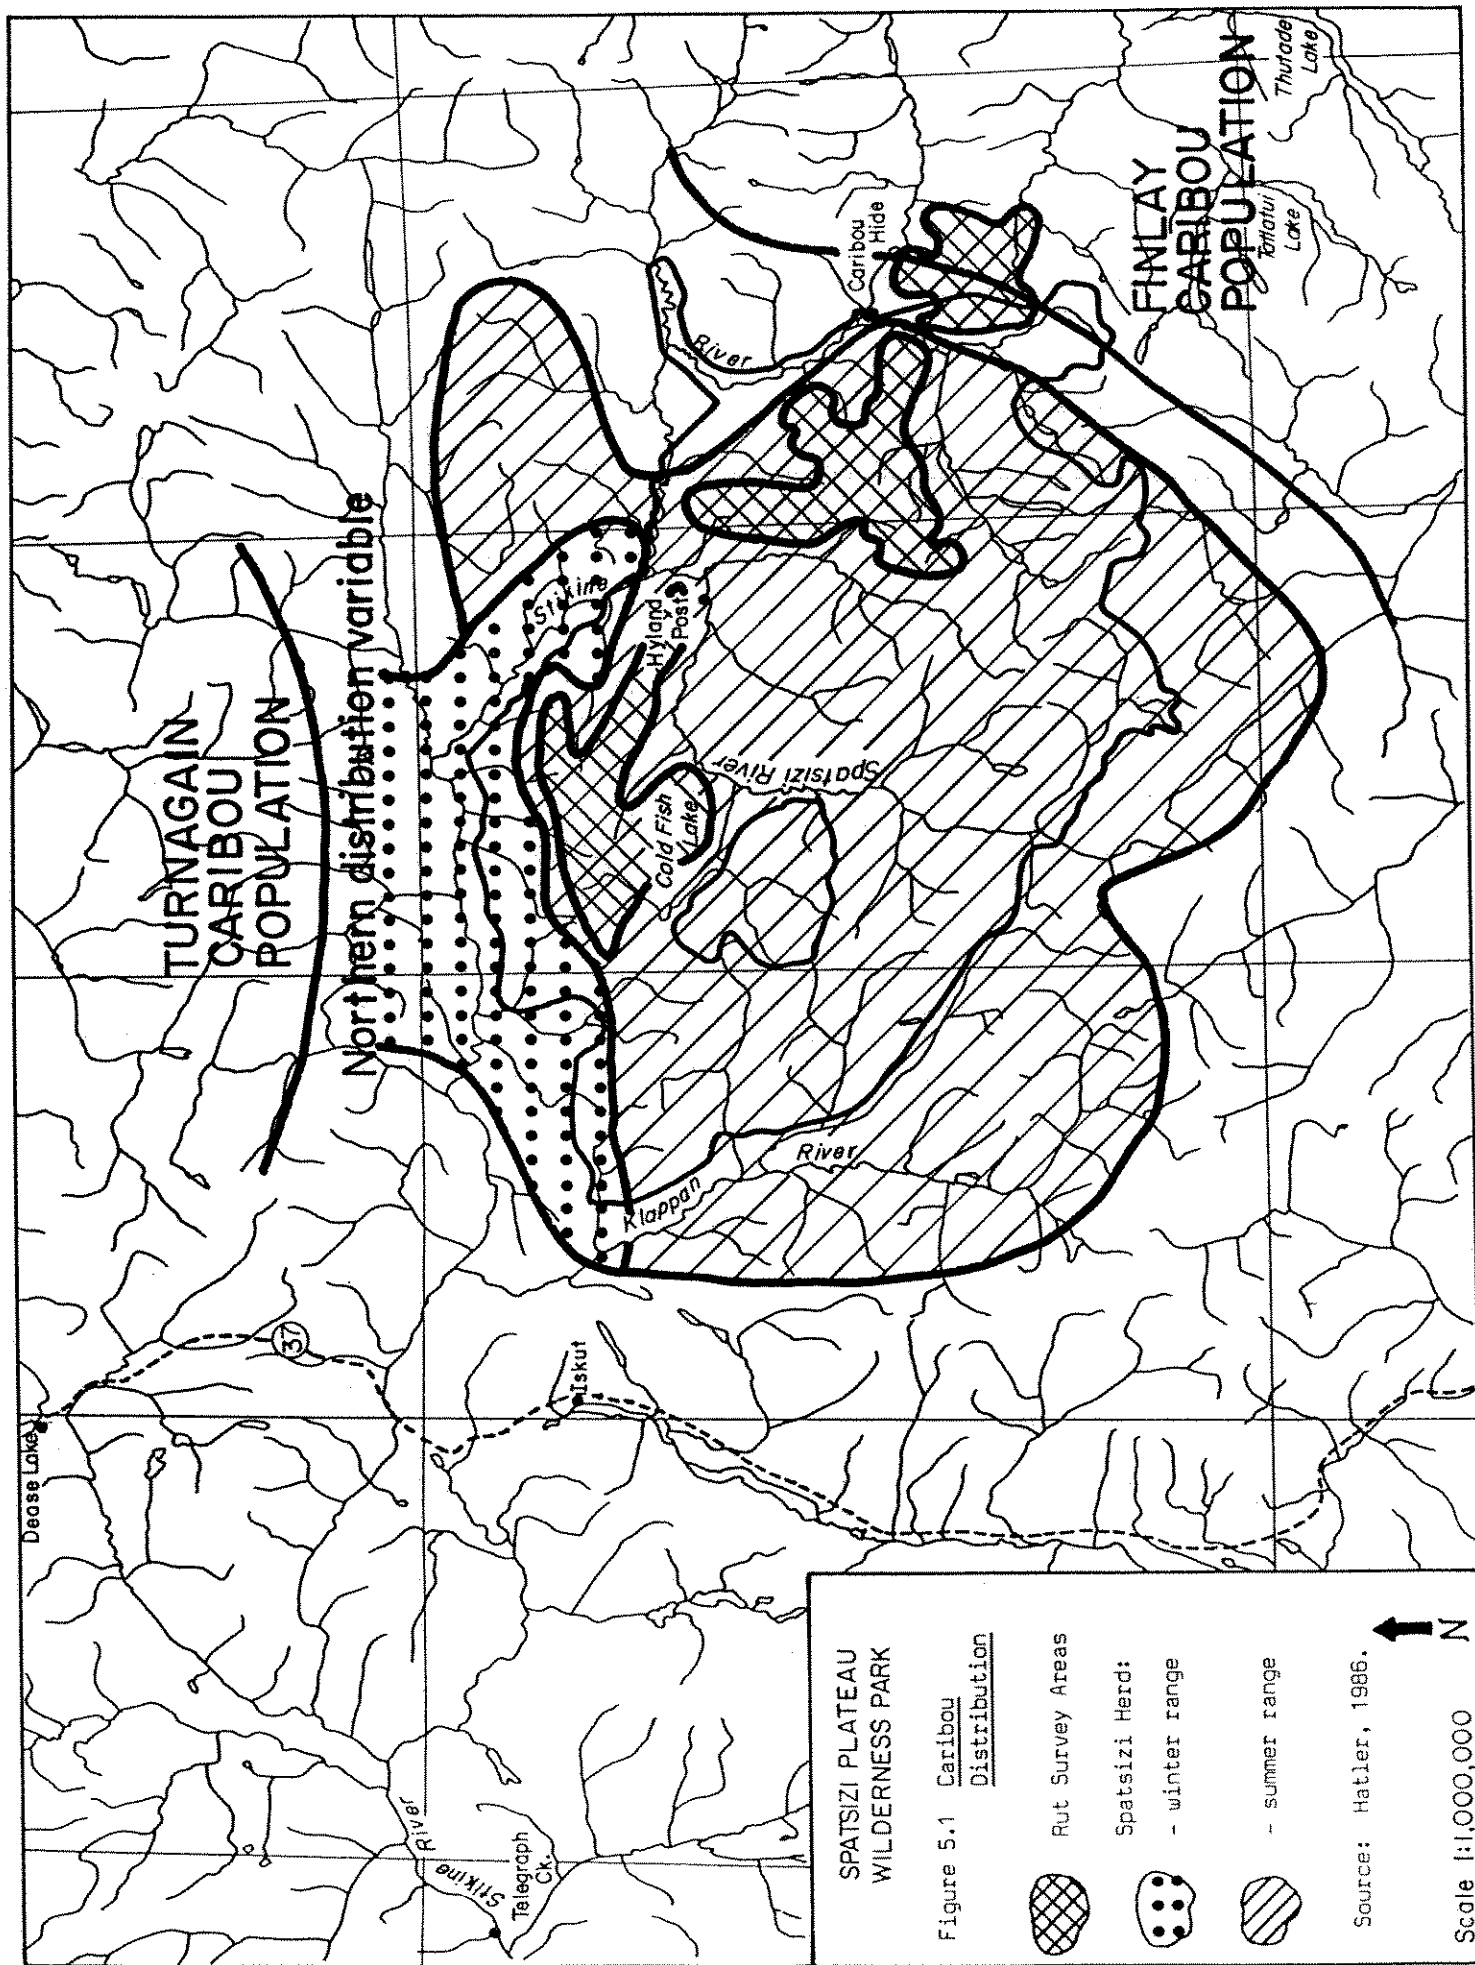 Dease Lake
37
Iskut
Stikine
River
Telegraph
Ck.
TURNAGAIN
CARIBOU
POPULATION
Northern distribution variable
Stikine
Hyland
Post
Cold Fish
Lake
Spatsizi River
Klappan
River
River
Caribou
Hide
FINLAY
CARIBOU
POPULATION
Tatlatui
Lake
Thutade
Lake
SPATSIZI PLATEAU
WILDERNESS PARK
Figure 5.1 Caribou
Distribution
Rut Survey Areas
Spatsizi Herd:
- winter range
- summer range
Source: Hatler, 1986.
N
Scale 1:1,000,000